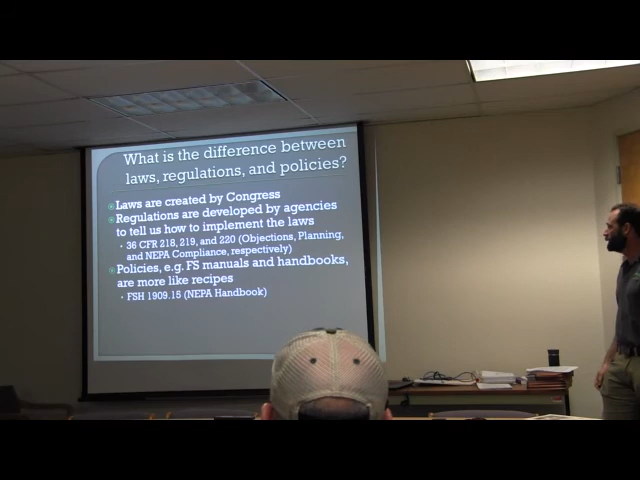 What is the difference between
laws, regulations, and policies?
Laws are created by Congress
Regulations are developed by agencies
to tell us how to implement the laws
36 CFR 218, 219, and 220 (Objections, Planning,
and NEPA Compliance, respectively)
Policies, e.g. FS manuals and handbooks,
are more like recipes
FSH 1909.15 (NEPA Handbook)